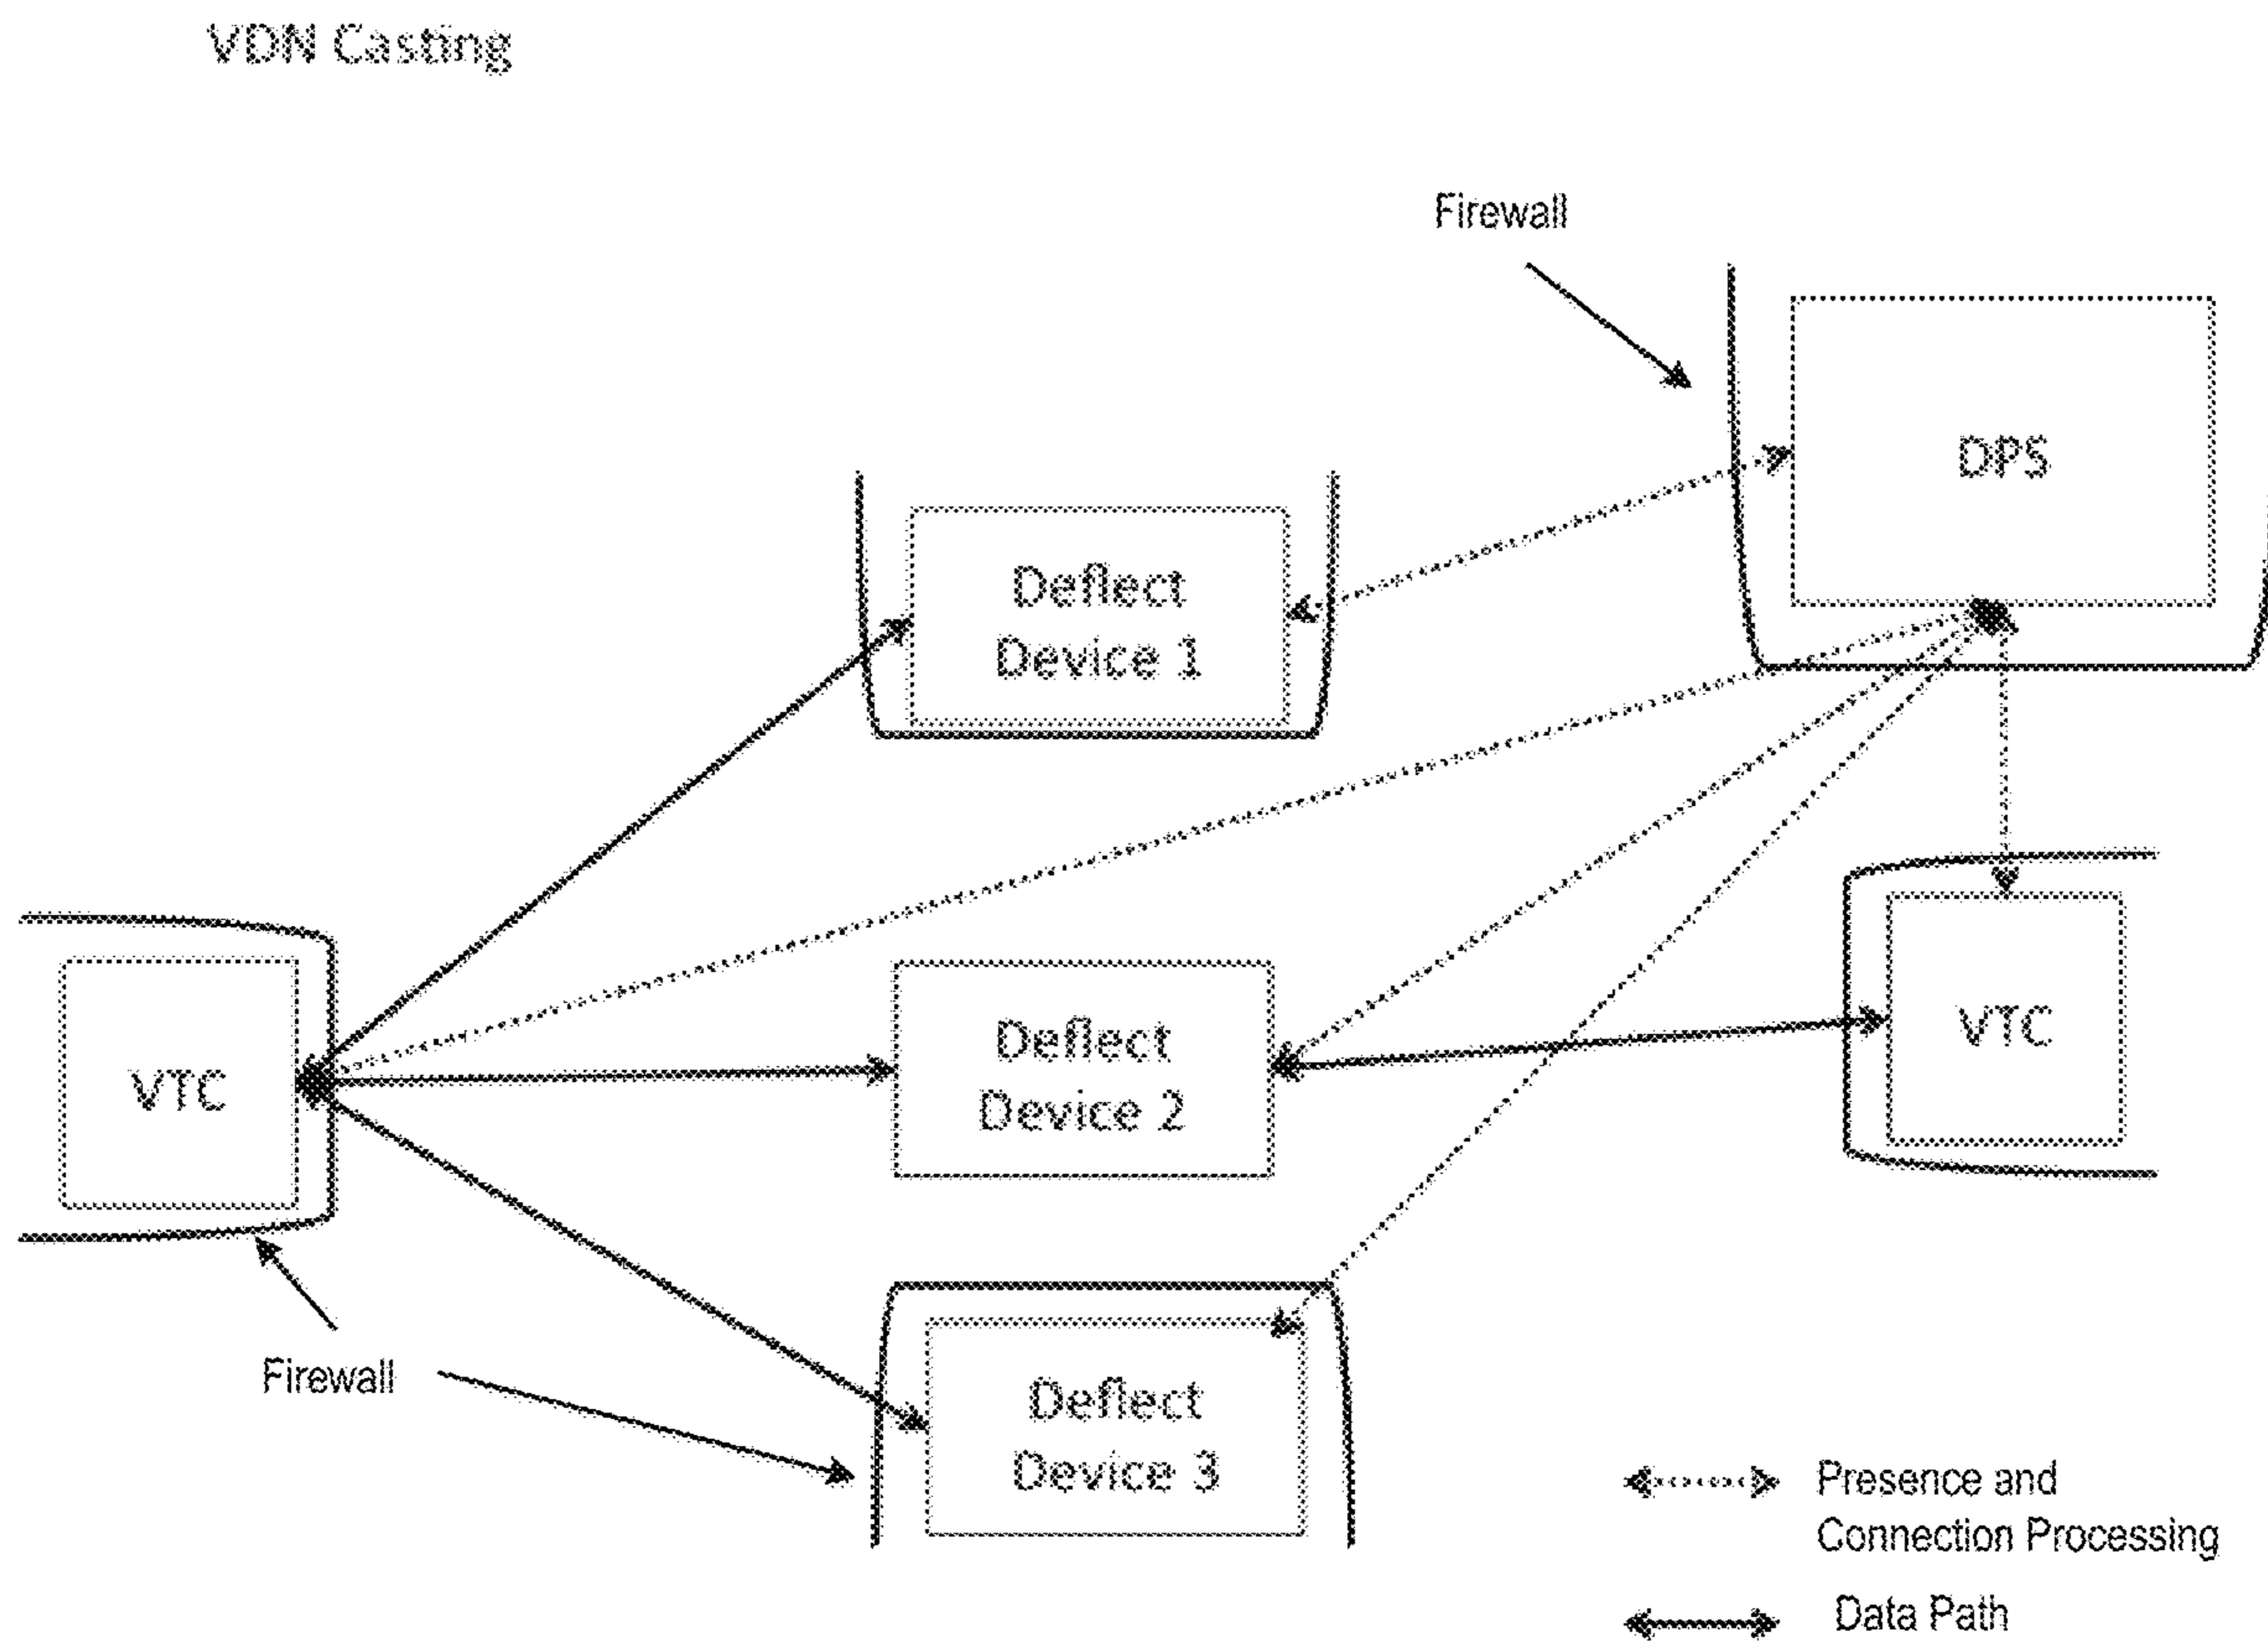 VDN Casting
Firewall
DPS
Deflect
Device 1
VTC
Deflect
Device 2
VTC
Firewall
Deflect
Device 3
Presence and
Connection Processing
Data Path